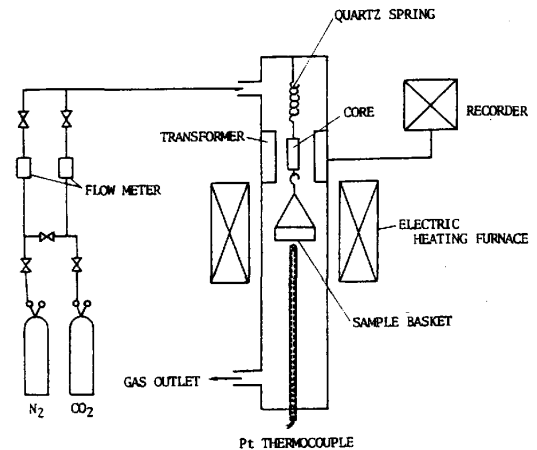 QUARTZ SPRING
TRANSFORMER
CORE
RECORDER
FLOW METER
ELECTRIC
HEATING FURNACE
SAMPLE BASKET
GAS OUTLET
N2
CO2
Pt THERMOCOUPLE